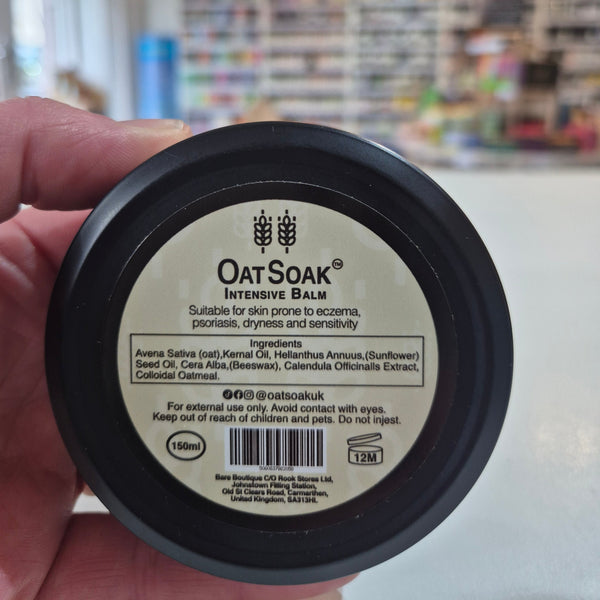 OAT SOAK™
INTENSIVE BALM
Suitable for skin prone to eczema,
psoriasis, dryness and sensitivity
Ingredients
Avena Sativa (oat),Kernal Oil, Hellanthus Annuus,(Sunflower)
Seed Oil, Cera Alba,(Beeswax), Calendula Officinalls Extract,
Colloidal Oatmeal.
@oatsoakuk
For external use only. Avoid contact with eyes.
Keep out of reach of children and pets. Do not injest.
150ml
12M
Bare Boutique C/O Rook Stores Ltd,
Johnstown Filling Station,
Old St Clears Road, Carmarthen,
United Kingdom, SA313HL